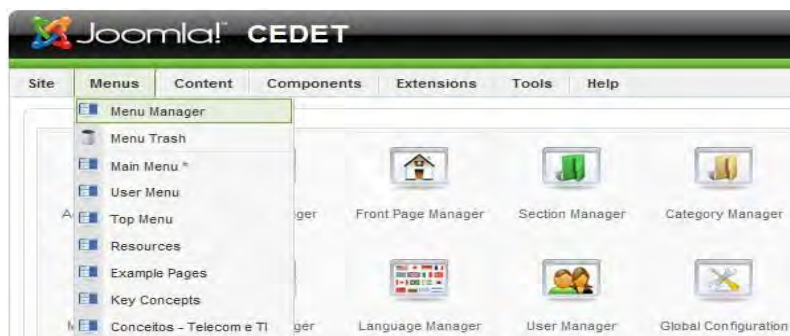 Joomla! CEDET
Site Menus Content Components Extensions Tools Help
Menu Manager
Menu Trash
Main Menu *
User Menu
Top Menu
Resources
Example Pages
Key Concepts
Conceitos - Telecom e TI
Front Page Manager Section Manager Category Manager
Language Manager User Manager Global Configuration